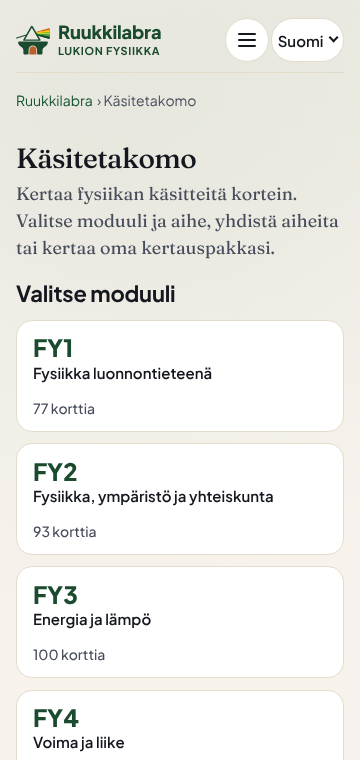 Ruukkilabra
LUKION FYSIIKKA
Suomi
Ruukkilabra › Käsitetakomo
Käsitetakomo
Kertaa fysiikan käsitteitä kortein.
Valitse moduuli ja aihe, yhdistä aiheita
tai kertaa oma kertauspakkasi.
Valitse moduuli
FY1
Fysiikka luonnontieteenä
77 korttia
FY2
Fysiikka, ympäristö ja yhteiskunta
93 korttia
FY3
Energia ja lämpö
100 korttia
FY4
Voima ja liike